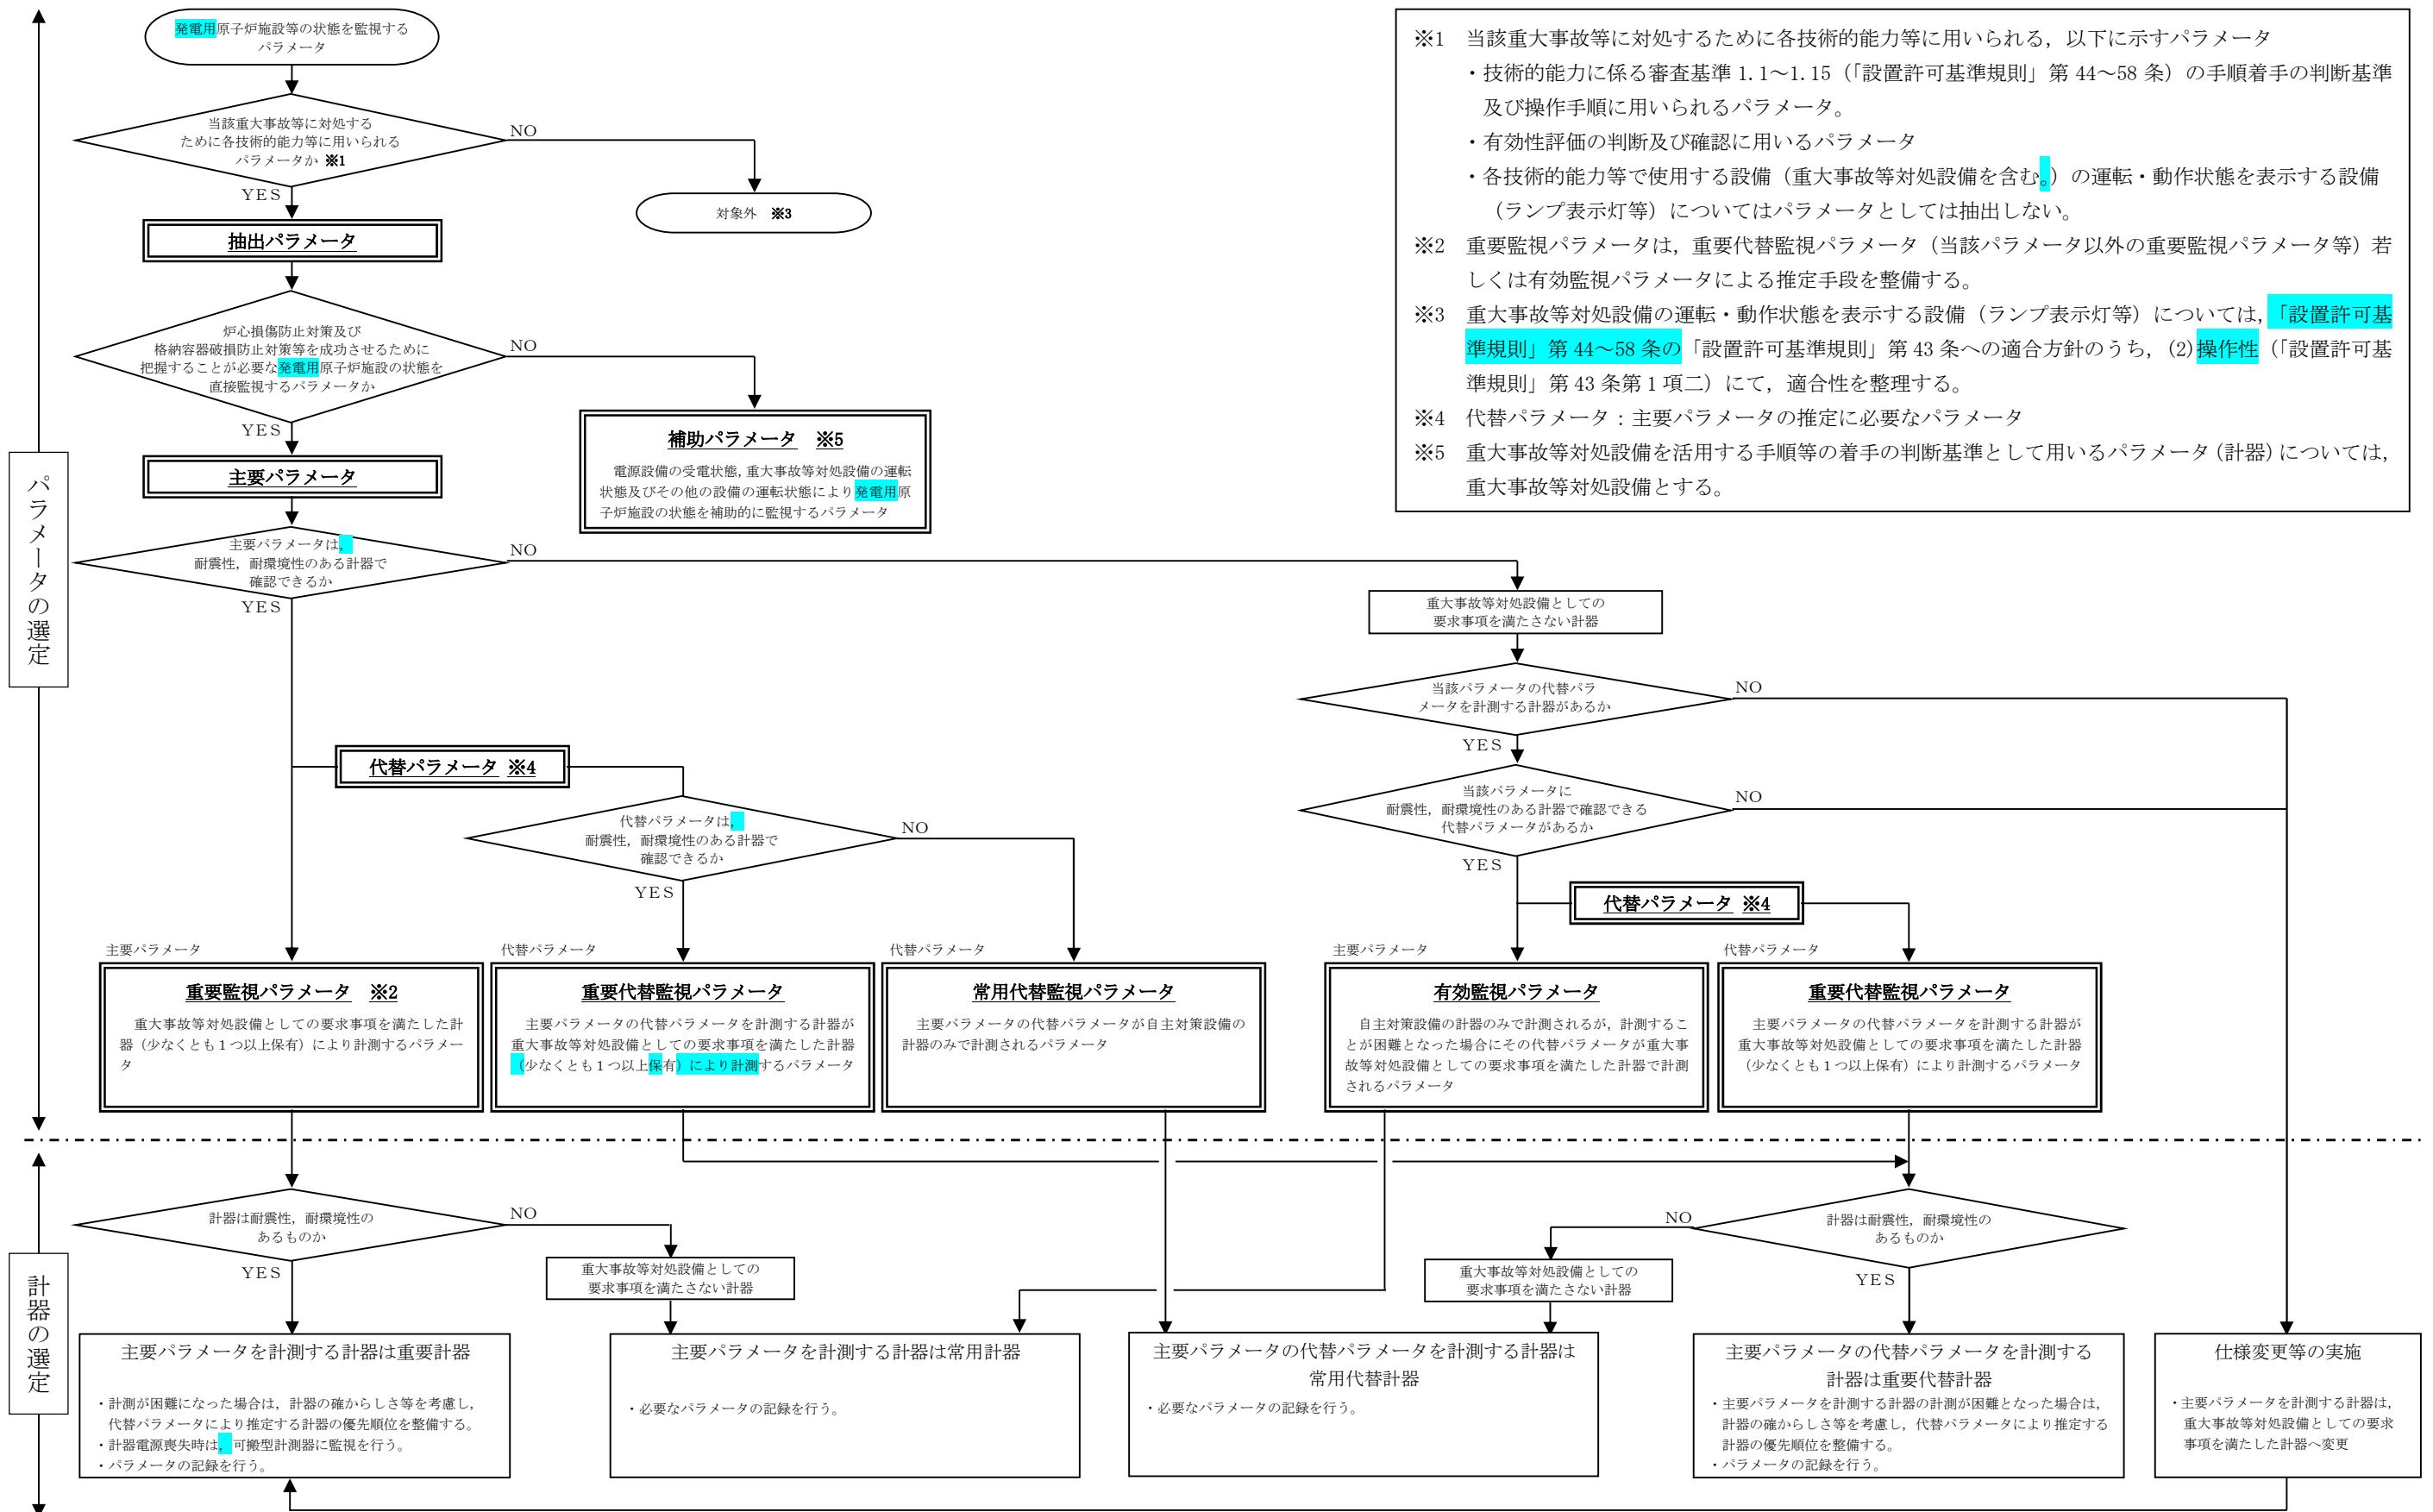 発電用原子炉施設等の状態を監視する
パラメータ
当該重大事故等に対処する
ために各技術的能力等に用いられる
パラメータか ※1
NO
YES
対象外 ※3
抽出パラメータ
炉心損傷防止対策及び
格納容器破損防止対策等を成功させるために
把握することが必要な発電用原子炉施設の状態を
直接監視するパラメータか
NO
YES
補助パラメータ ※5
電源設備の受電状態，重大事故等対処設備の運転
状態及びその他の設備の運転状態により発電用原
子炉施設の状態を補助的に監視するパラメータ
主要パラメータ
主要パラメータは，
耐震性，耐環境性のある計器で
確認できるか
NO
YES
※1 当該重大事故等に対処するために各技術的能力等に用いられる，以下に示すパラメータ
・技術的能力に係る審査基準 1.1～1.15（「設置許可基準規則」第 44～58 条）の手順着手の判断基準
及び操作手順に用いられるパラメータ。
・有効性評価の判断及び確認に用いるパラメータ
・各技術的能力等で使用する設備（重大事故等対処設備を含む。）の運転・動作状態を表示する設備
（ランプ表示灯等）についてはパラメータとしては抽出しない。
※2 重要監視パラメータは，重要代替監視パラメータ（当該パラメータ以外の重要監視パラメータ等）若
しくは有効監視パラメータによる推定手段を整備する。
※3 重大事故等対処設備の運転・動作状態を表示する設備（ランプ表示灯等）については，「設置許可基
準規則」第 44～58 条の「設置許可基準規則」第 43 条への適合方針のうち，(2)操作性（「設置許可基
準規則」第 43 条第 1 項二）にて，適合性を整理する。
※4 代替パラメータ：主要パラメータの推定に必要なパラメータ
※5 重大事故等対処設備を活用する手順等の着手の判断基準として用いるパラメータ（計器）については，
重大事故等対処設備とする。
パラメータの選定
重大事故等対処設備としての
要求事項を満たさない計器
当該パラメータの代替パラ
メータを計測する計器があるか
NO
YES
当該パラメータに
耐震性，耐環境性のある計器で確認できる
代替パラメータがあるか
NO
YES
代替パラメータ ※4
代替パラメータは，
耐震性，耐環境性のある計器で
確認できるか
NO
YES
代替パラメータ ※4
主要パラメータ
重要監視パラメータ ※2
重大事故等対処設備としての要求事項を満たした計
器（少なくとも１つ以上保有）により計測するパラメー
タ
代替パラメータ
重要代替監視パラメータ
主要パラメータの代替パラメータを計測する計器が
重大事故等対処設備としての要求事項を満たした計器
（少なくとも１つ以上保有）により計測するパラメータ
代替パラメータ
常用代替監視パラメータ
主要パラメータの代替パラメータが自主対策設備の
計器のみで計測されるパラメータ
主要パラメータ
有効監視パラメータ
自主対策設備の計器のみで計測されるが，計測するこ
とが困難となった場合にその代替パラメータが重大事
故等対処設備としての要求事項を満たした計器で計測
されるパラメータ
代替パラメータ
重要代替監視パラメータ
主要パラメータの代替パラメータを計測する計器が
重大事故等対処設備としての要求事項を満たした計器
（少なくとも１つ以上保有）により計測するパラメータ
計器の選定
計器は耐震性，耐環境性の
あるものか
NO
YES
重大事故等対処設備としての
要求事項を満たさない計器
計器は耐震性，耐環境性の
あるものか
NO
YES
重大事故等対処設備としての
要求事項を満たさない計器
主要パラメータを計測する計器は重要計器
・計測が困難になった場合は，計器の確からしさ等を考慮し，
代替パラメータにより推定する計器の優先順位を整備する。
・計器電源喪失時は，可搬型計測器に監視を行う。
・パラメータの記録を行う。
主要パラメータを計測する計器は常用計器
・必要なパラメータの記録を行う。
主要パラメータの代替パラメータを計測する計器は
常用代替計器
・必要なパラメータの記録を行う。
主要パラメータの代替パラメータを計測する
計器は重要代替計器
・主要パラメータを計測する計器の計測が困難となった場合は，
計器の確からしさ等を考慮し，代替パラメータにより推定する
計器の優先順位を整備する。
・パラメータの記録を行う。
仕様変更等の実施
・主要パラメータを計測する計器は，
重大事故等対処設備としての要求
事項を満たした計器へ変更